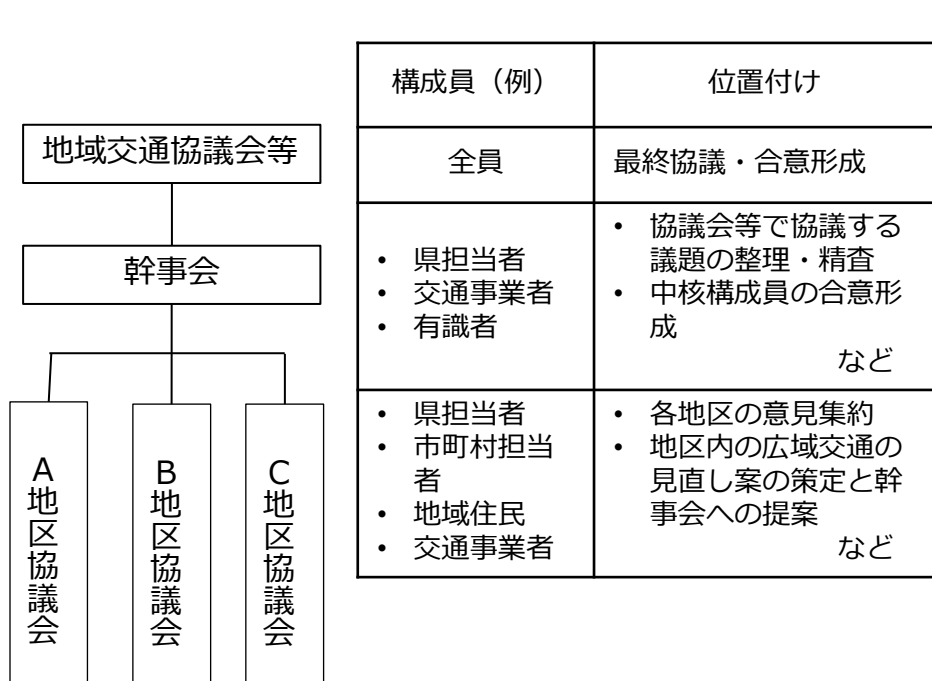 地域交通協議会等
幹事会
A地区協議会
B地区協議会
C地区協議会
構成員（例）
位置付け
全員
最終協議・合意形成
• 県担当者
• 交通事業者
• 有識者
• 協議会等で協議する
議題の整理・精査
• 中核構成員の合意形
成
など
• 県担当者
• 市町村担当
者
• 地域住民
• 交通事業者
• 各地区の意見集約
• 地区内の広域交通の
見直し案の策定と幹
事会への提案
など